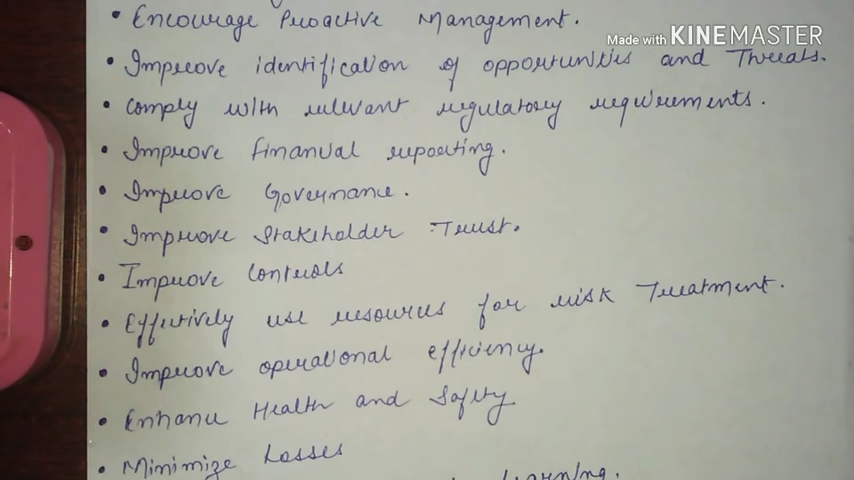 • Encourage Proactive Management.
Made with KINEMASTER
• Improve identification of opportunities and Threats.
• Comply with relevant regulatory requirements.
• Improve financial reporting.
• Improve Governance.
• Improve Stakeholder Trust.
• Improve Controls
• Effectively use resources for risk Treatment.
• Improve operational efficiency.
• Enhance Health and Safety
• Minimize Losses
learning.